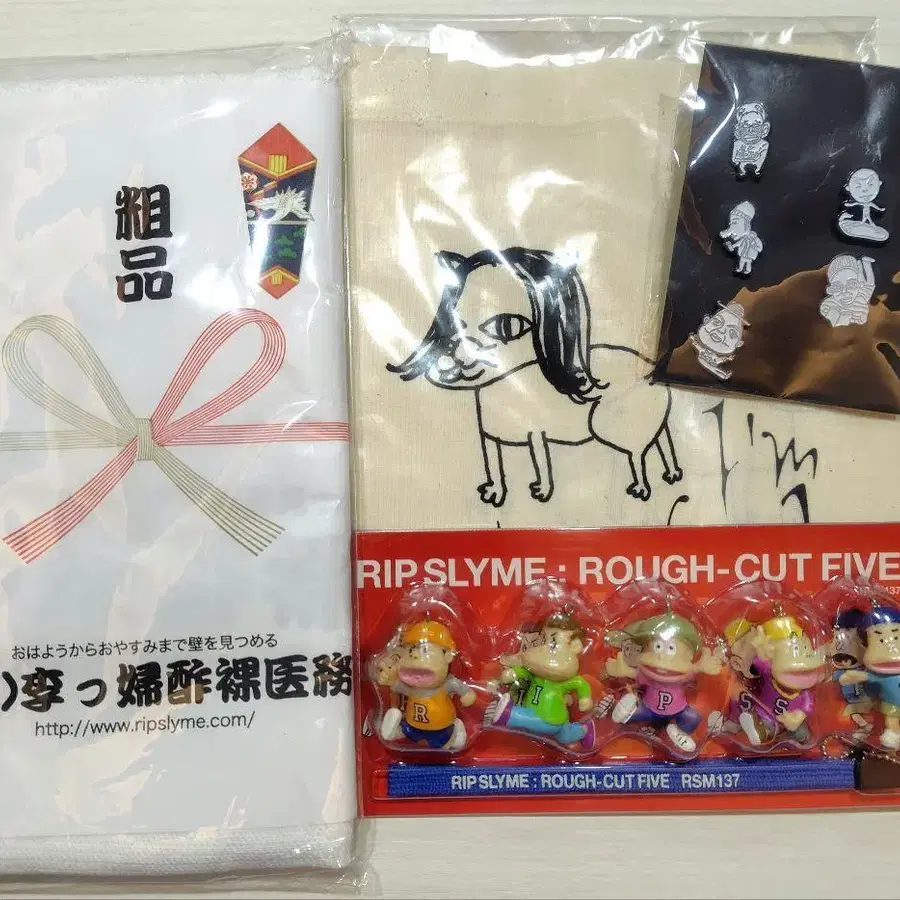 粗品
おはようからおやすみまで壁を見つめる
)李っ婦酢裸医務
http://www.ripslyme.com/
I'm
RIP SLYME : ROUGH-CUT FIVE
137
R
I
P
S
RIP SLYME : ROUGH-CUT FIVE RSM137